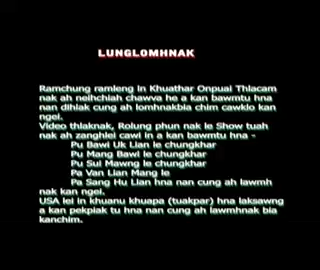 LUNGLOMHNAK
Ramchung ramleng in Khuathar Onpuai Thlacam
nak ah neihchiah chawva he a kan bawmtu hna
nan dihlak cung ah lomhnakbia chim cawklo kan
ngei.
Video thlaknak, Rolung phun nak le Show tuah
nak ah zanghlei cawi in a kan bawmtu hna -
Pu Bawi Uk Lian le chungkhar
Pu Mang Bawi le chungkhar
Pu Sui Mawng le chungkhar
Pa Van Lian Mang le
Pa Sang Hu Lian hna nan cung ah lawmh
nak kan ngei.
USA lei in khuanu khuapa (tuakpar) hna laksawng
a kan pekpiak tu hna nan cung ah lawmhnak bia
kanchim.